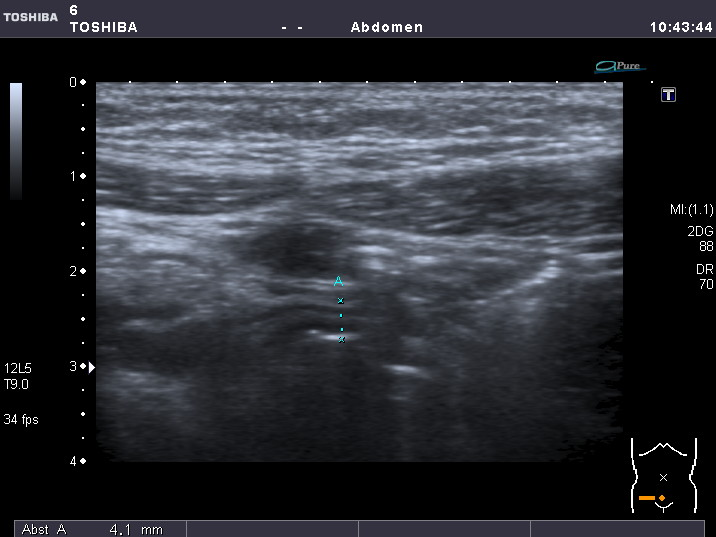 TOSHIBA
6
TOSHIBA - - Abdomen 10:43:44
Pure
T
0
1
2
3
4
A
MI:(1.1)
2DG
88
DR
70
12L5
T9.0
34 fps
Abst A 4.1 mm